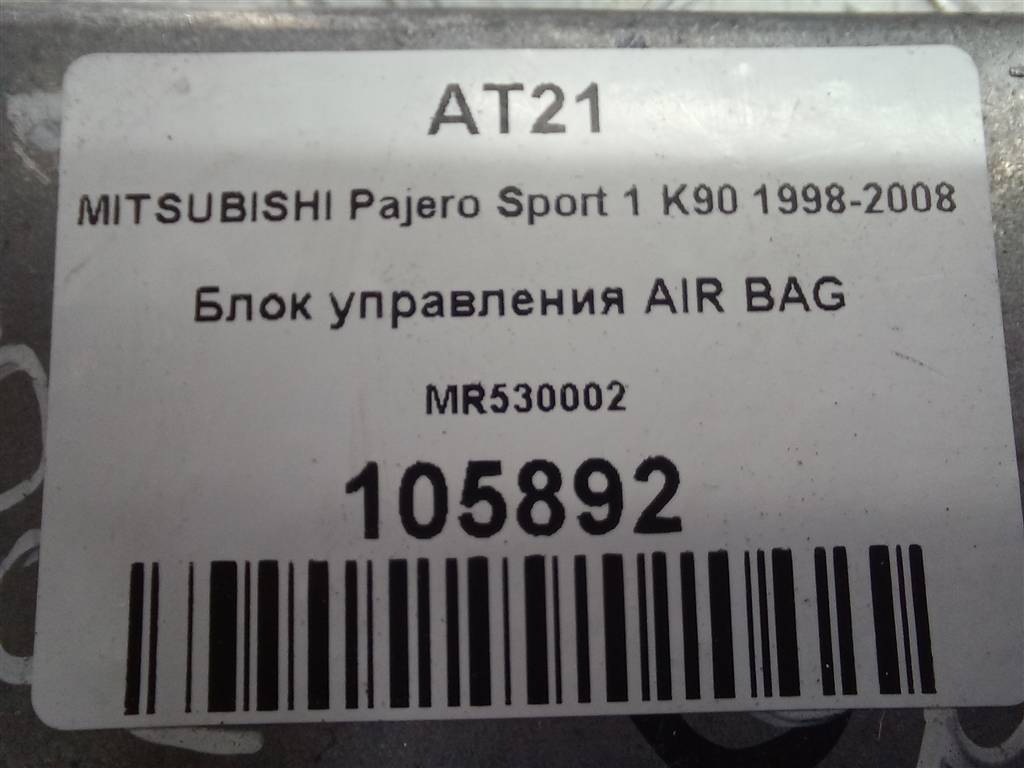 AT21
MITSUBISHI Pajero Sport 1 K90 1998-2008
Блок управления AIR BAG
MR530002
105892